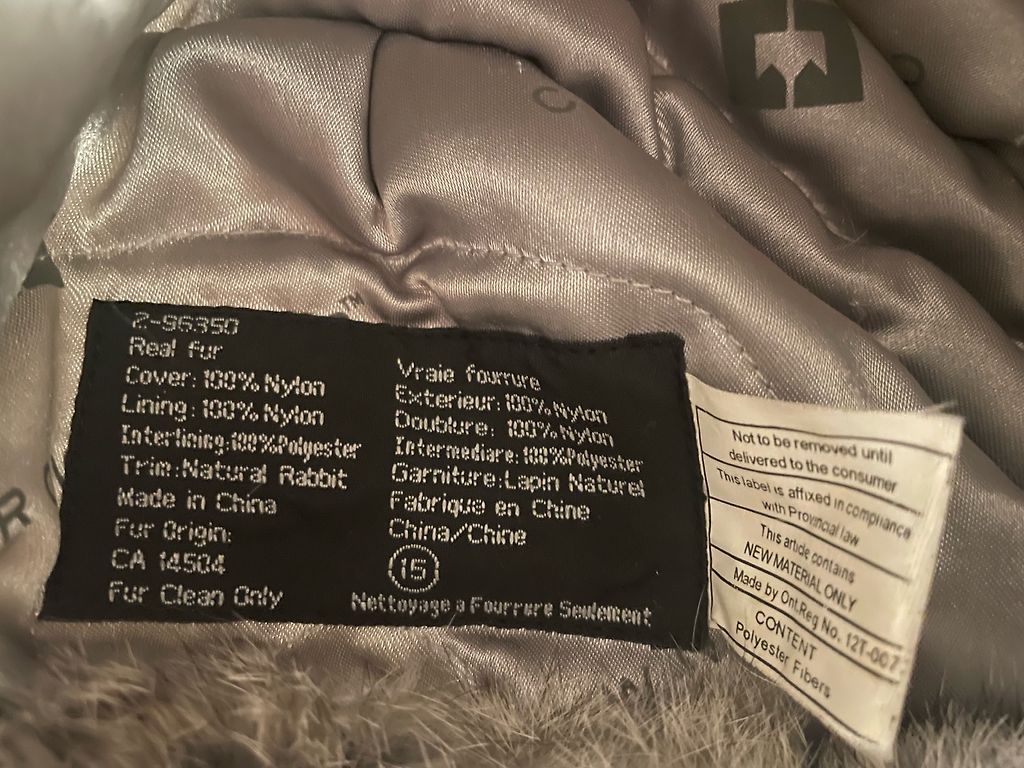 2-96350
Real fur
Cover: 100% Nylon
Lining: 100% Nylon
Interlining:100%Polyester
Trim:Natural Rabbit
Made in China
Fur Origin:
CA 14504
Fur Clean Only
Vraie fourrure
Exterieur:100%Nylon
Doublure: 100%Nylon
Intermediare:100%Polyester
Garniture:Lapin Naturel
Fabrique en Chine
China/Chine
15
Nettoyage a Fourrure Seulement
Not to be removed until
delivered to the consumer
This label is affixed in compliance
with Provincial law
This article contains
NEW MATERIAL ONLY
Made by Ont.Reg No. 12T-007
CONTENT
Polyester Fibers
TM
R
C